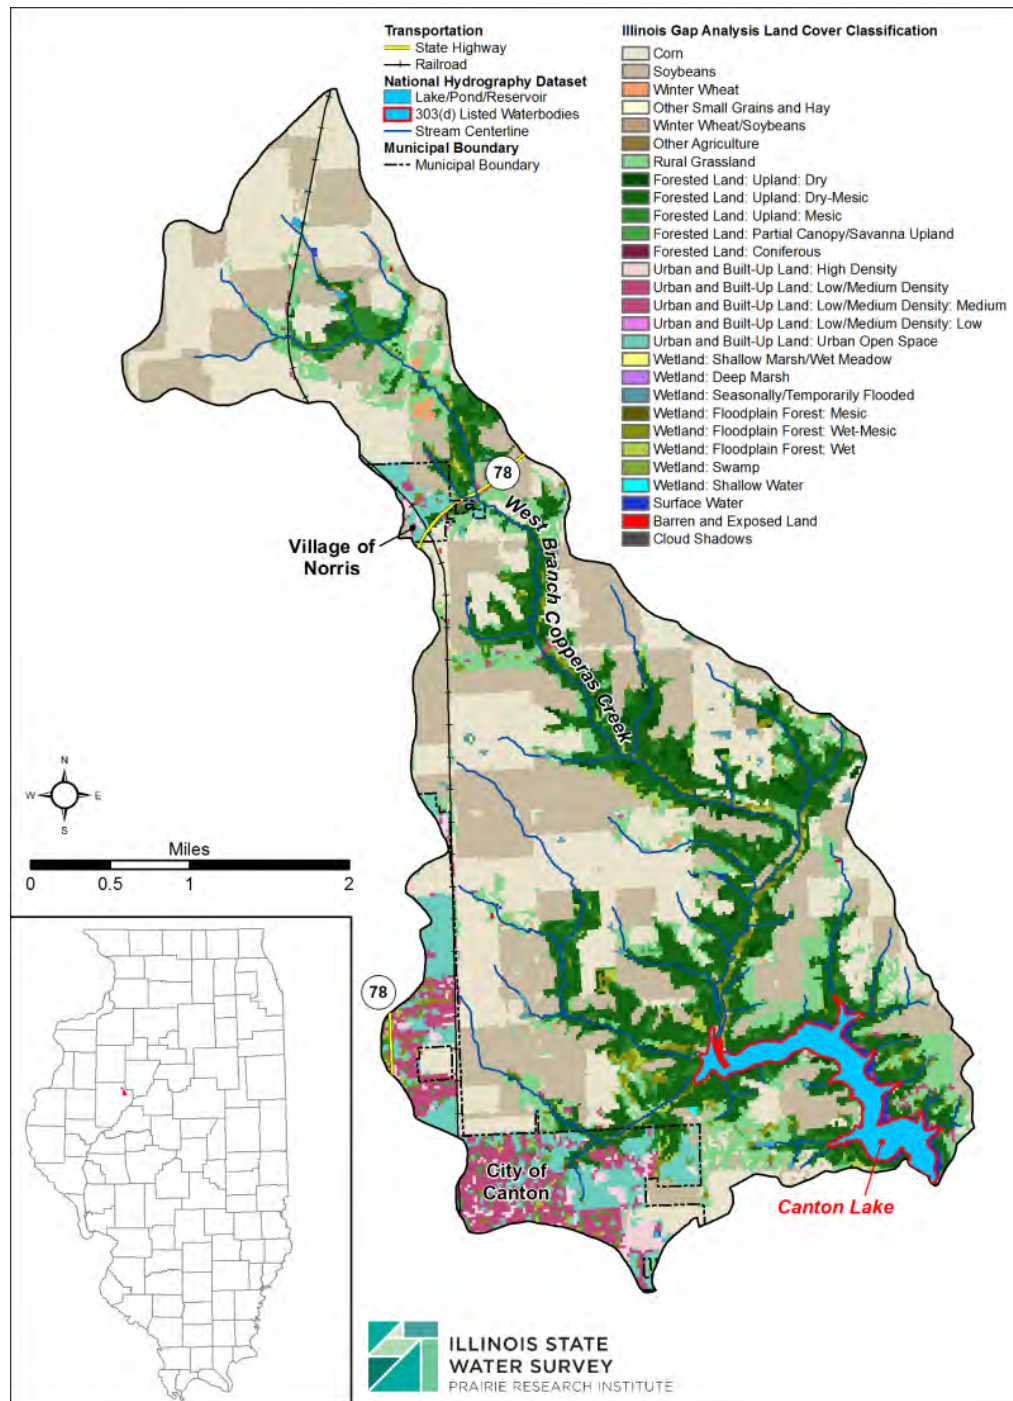 Transportation
State Highway
Railroad
National Hydrography Dataset
Lake/Pond/Reservoir
303(d) Listed Waterbodies
Stream Centerline
Municipal Boundary
Municipal Boundary
Illinois Gap Analysis Land Cover Classification
Corn
Soybeans
Winter Wheat
Other Small Grains and Hay
Winter Wheat/Soybeans
Other Agriculture
Rural Grassland
Forested Land: Upland: Dry
Forested Land: Upland: Dry-Mesic
Forested Land: Upland: Mesic
Forested Land: Partial Canopy/Savanna Upland
Forested Land: Coniferous
Urban and Built-Up Land: High Density
Urban and Built-Up Land: Low/Medium Density
Urban and Built-Up Land: Low/Medium Density: Medium
Urban and Built-Up Land: Low/Medium Density: Low
Urban and Built-Up Land: Urban Open Space
Wetland: Shallow Marsh/Wet Meadow
Wetland: Deep Marsh
Wetland: Seasonally/Temporarily Flooded
Wetland: Floodplain Forest: Mesic
Wetland: Floodplain Forest: Wet-Mesic
Wetland: Floodplain Forest: Wet
Wetland: Swamp
Wetland: Shallow Water
Surface Water
Barren and Exposed Land
Cloud Shadows
78
West Branch Copperas Creek
Village of
Norris
N
W E
S
Miles
0 0.5 1 2
78
City of
Canton
Canton Lake
ILLINOIS STATE
WATER SURVEY
PRAIRIE RESEARCH INSTITUTE